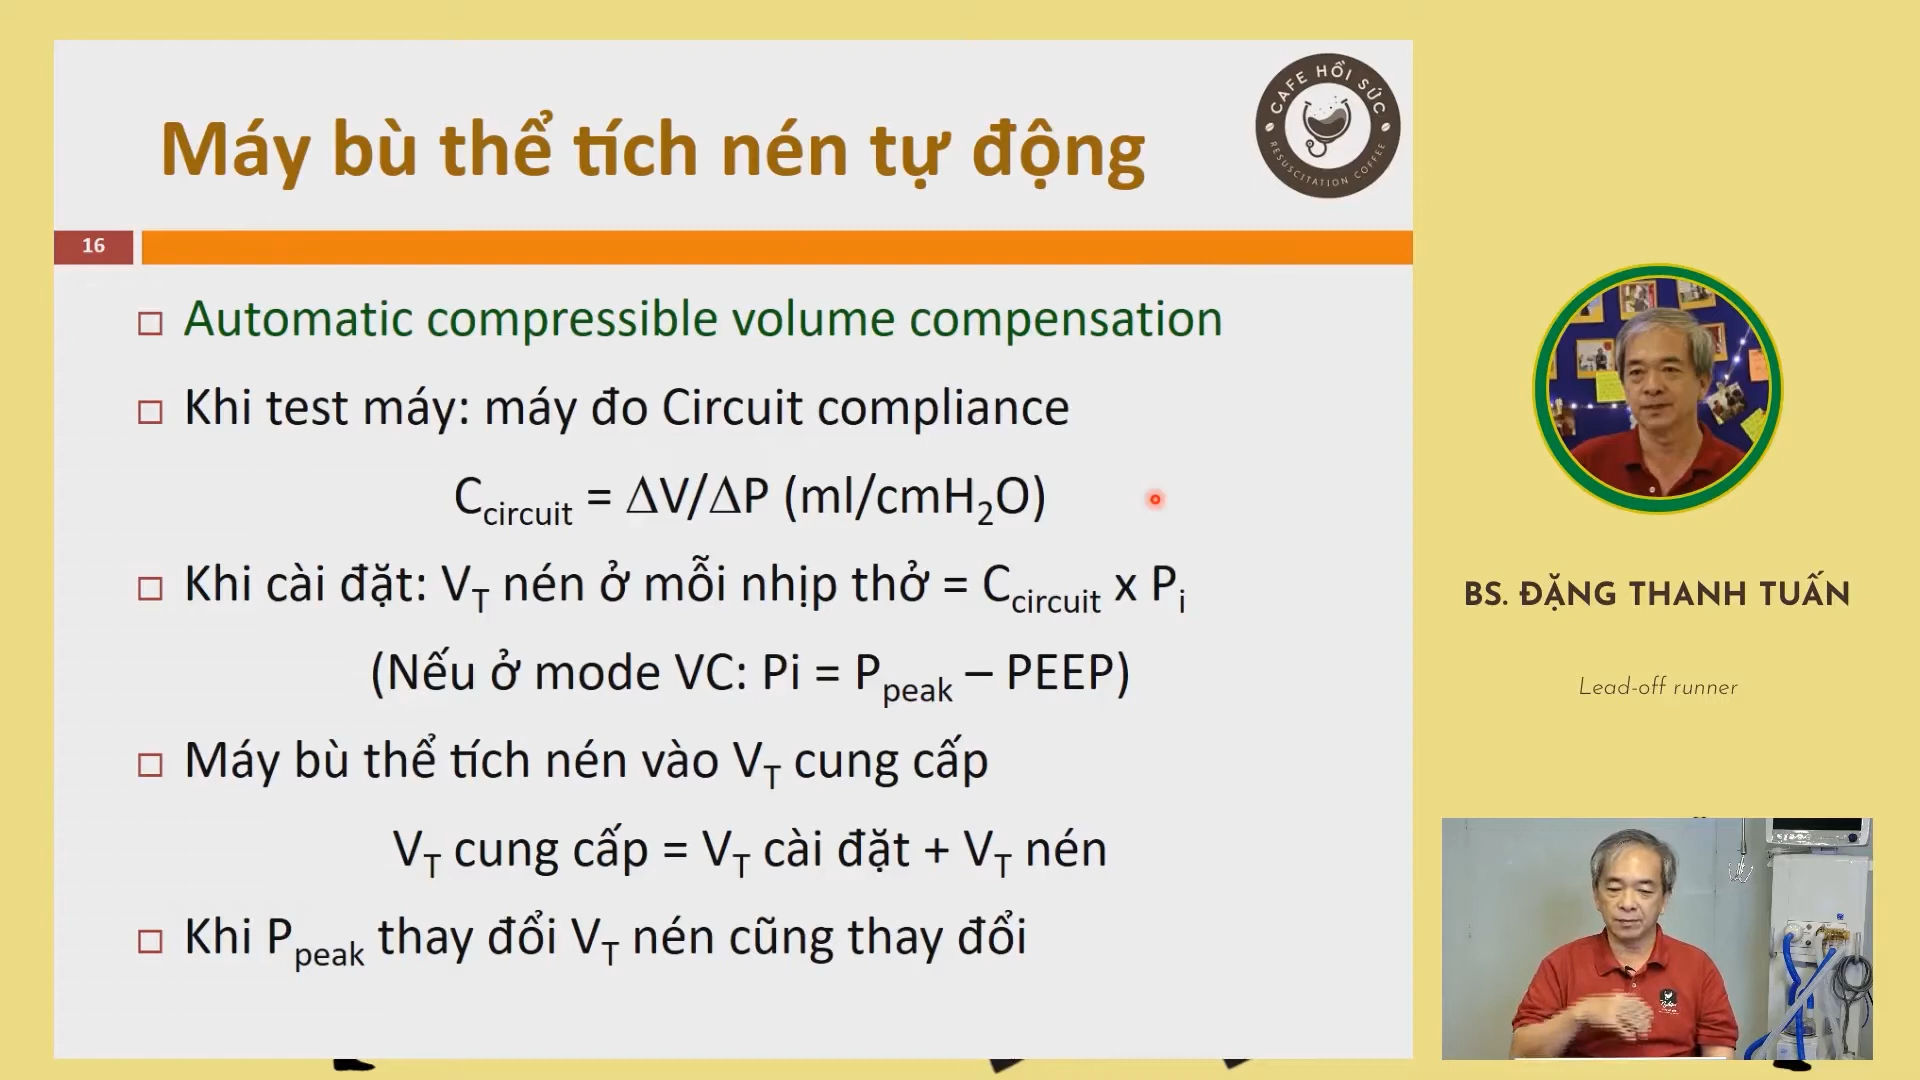 Máy bù thể tích nén tự động
CAFE HỒI SỨC
RESUSCITATION COFFEE
16
Automatic compressible volume compensation
Khi test máy: máy đo Circuit compliance
Ccircuit = ΔV/ΔP (ml/cmH2O)
Khi cài đặt: VT nén ở mỗi nhịp thở = Ccircuit x Pi
(Nếu ở mode VC: Pi = Ppeak – PEEP)
Máy bù thể tích nén vào VT cung cấp
VT cung cấp = VT cài đặt + VT nén
Khi Ppeak thay đổi VT nén cũng thay đổi
BS. ĐẶNG THANH TUẤN
Lead-off runner